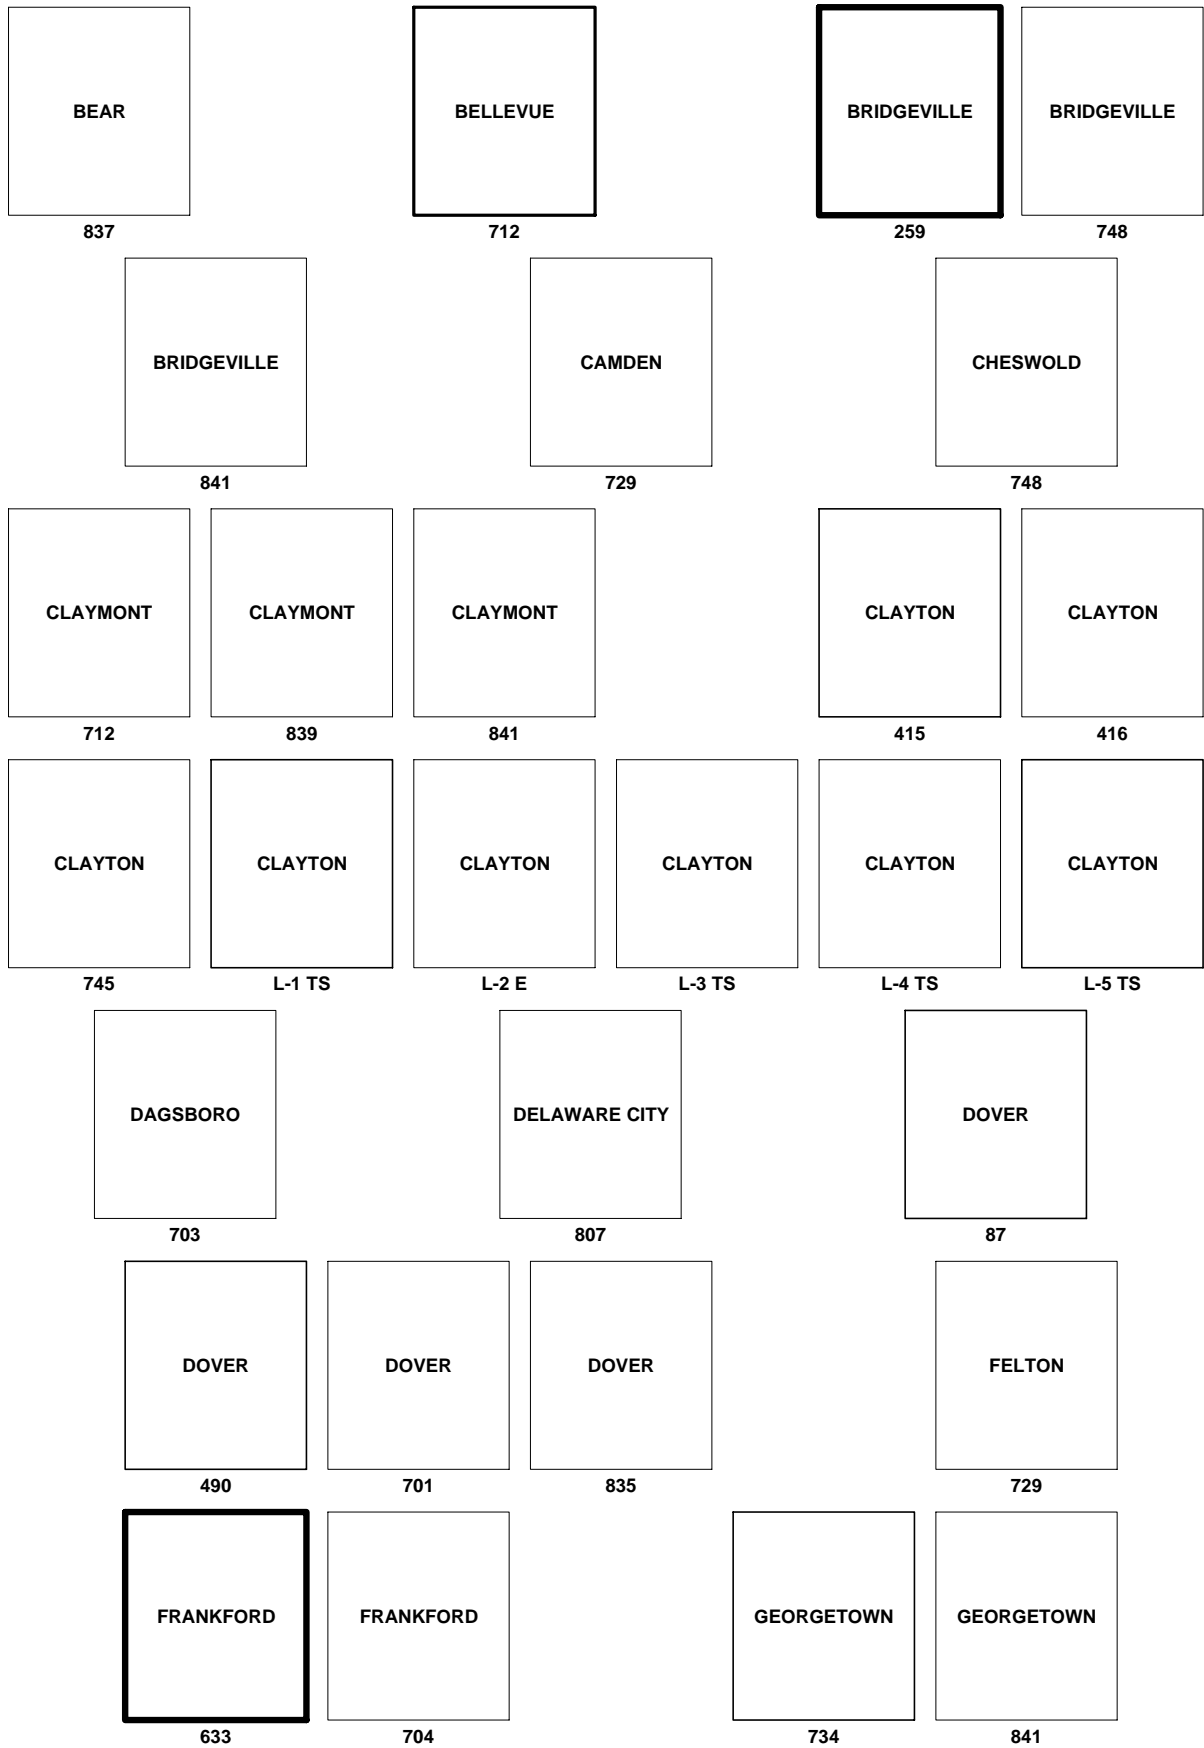 BEAR BELLEVUE BRIDGEVILLE BRIDGEVILLE
837 712 259 748
BRIDGEVILLE CAMDEN CHESWOLD
841 729 748
CLAYMONT CLAYMONT CLAYMONT CLAYTON CLAYTON
712 839 841 415 416
CLAYTON CLAYTON CLAYTON CLAYTON CLAYTON CLAYTON
745 L-1 TS L-2 E L-3 TS L-4 TS L-5 TS
DAGSBORO DELAWARE CITY DOVER
703 807 87
DOVER DOVER DOVER FELTON
490 701 835 729
FRANKFORD FRANKFORD GEORGETOWN GEORGETOWN
633 704 734 841